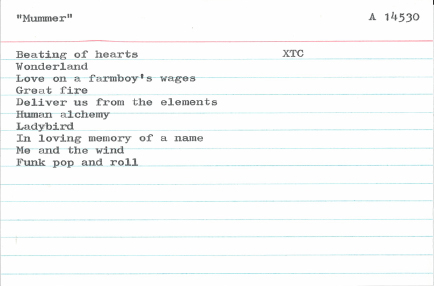 "Mummer" A 14530
Beating of hearts XTC
Wonderland
Love on a farmboy's wages
Great fire
Deliver us from the elements
Human alchemy
Ladybird
In loving memory of a name
Me and the wind
Funk pop and roll